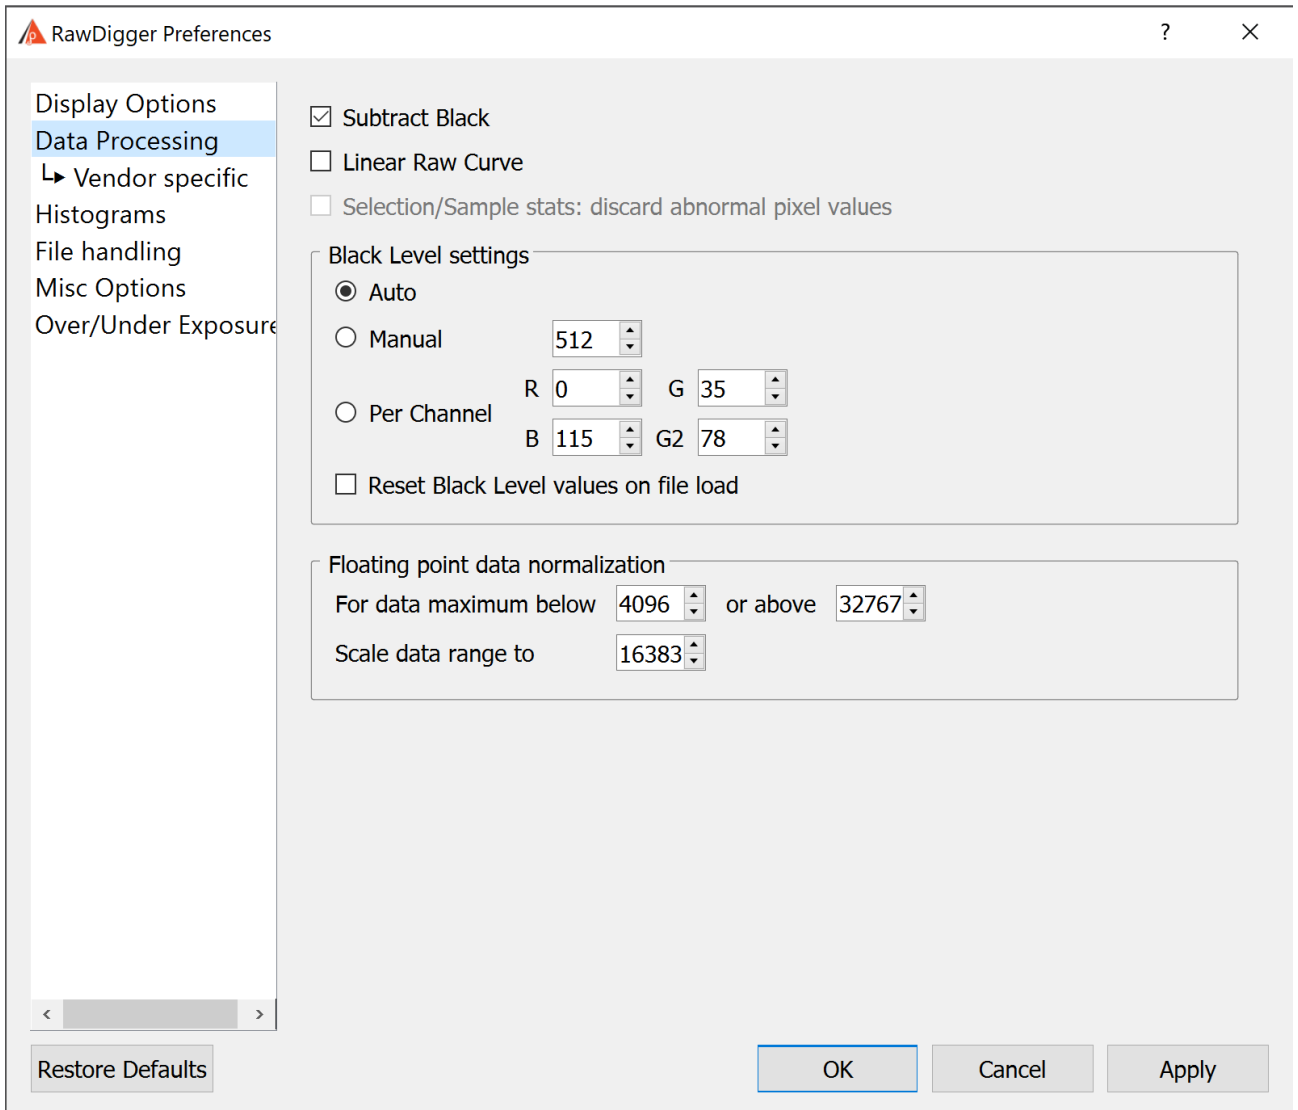 RawDigger Preferences
Display Options
Data Processing
Vendor specific
Histograms
File handling
Misc Options
Over/Under Exposure
Subtract Black
Linear Raw Curve
Selection/Sample stats: discard abnormal pixel values
Black Level settings
Auto
Manual 512
R 0 G 35
Per Channel
B 115 G2 78
Reset Black Level values on file load
Floating point data normalization
For data maximum below 4096 or above 32767
Scale data range to 16383
Restore Defaults OK Cancel Apply